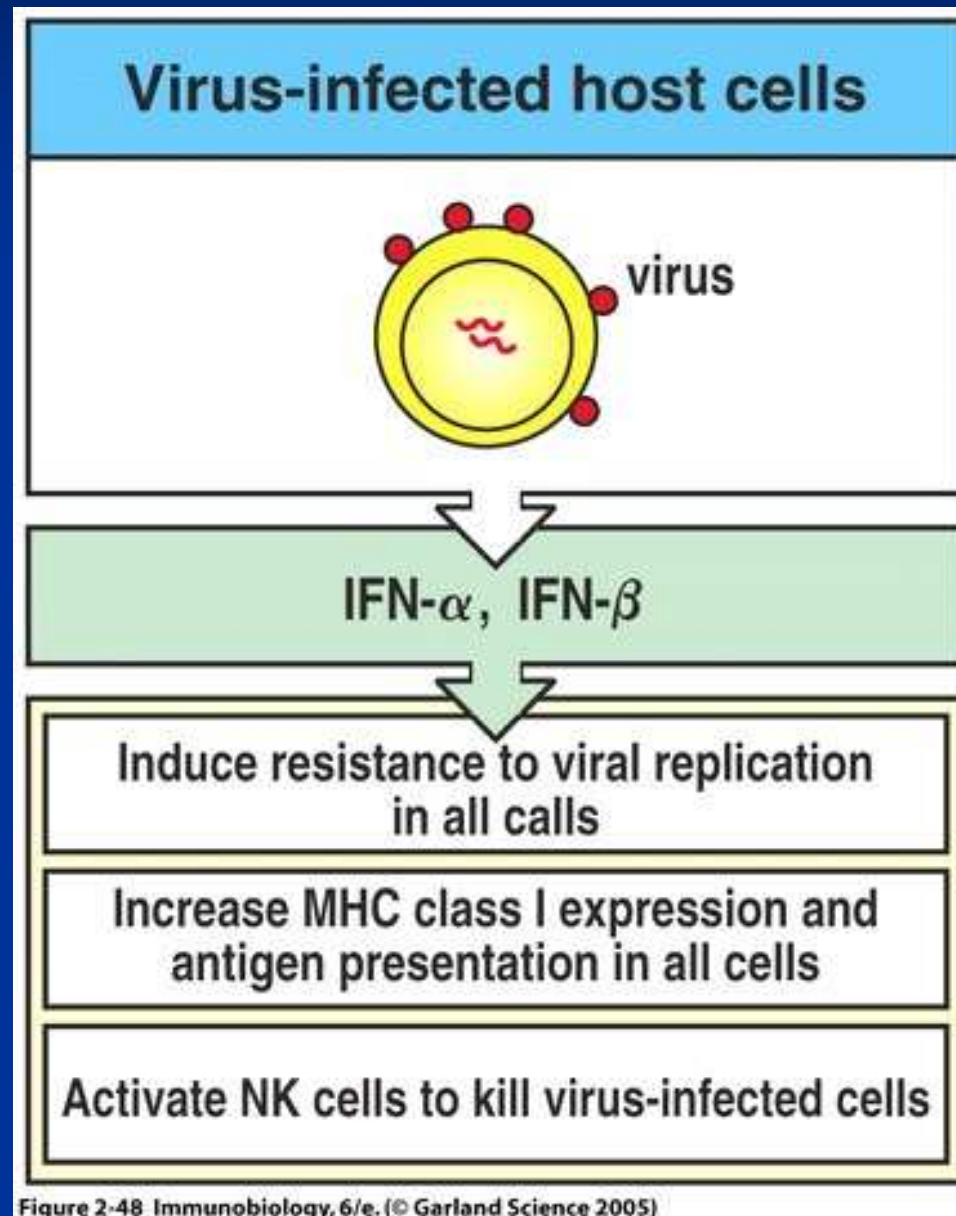 Virus-infected host cells
virus
IFN-α, IFN-β
Induce resistance to viral replication
in all calls
Increase MHC class I expression and
antigen presentation in all cells
Activate NK cells to kill virus-infected cells
Figure 2-48 Immunobiology, 6/e. (© Garland Science 2005)